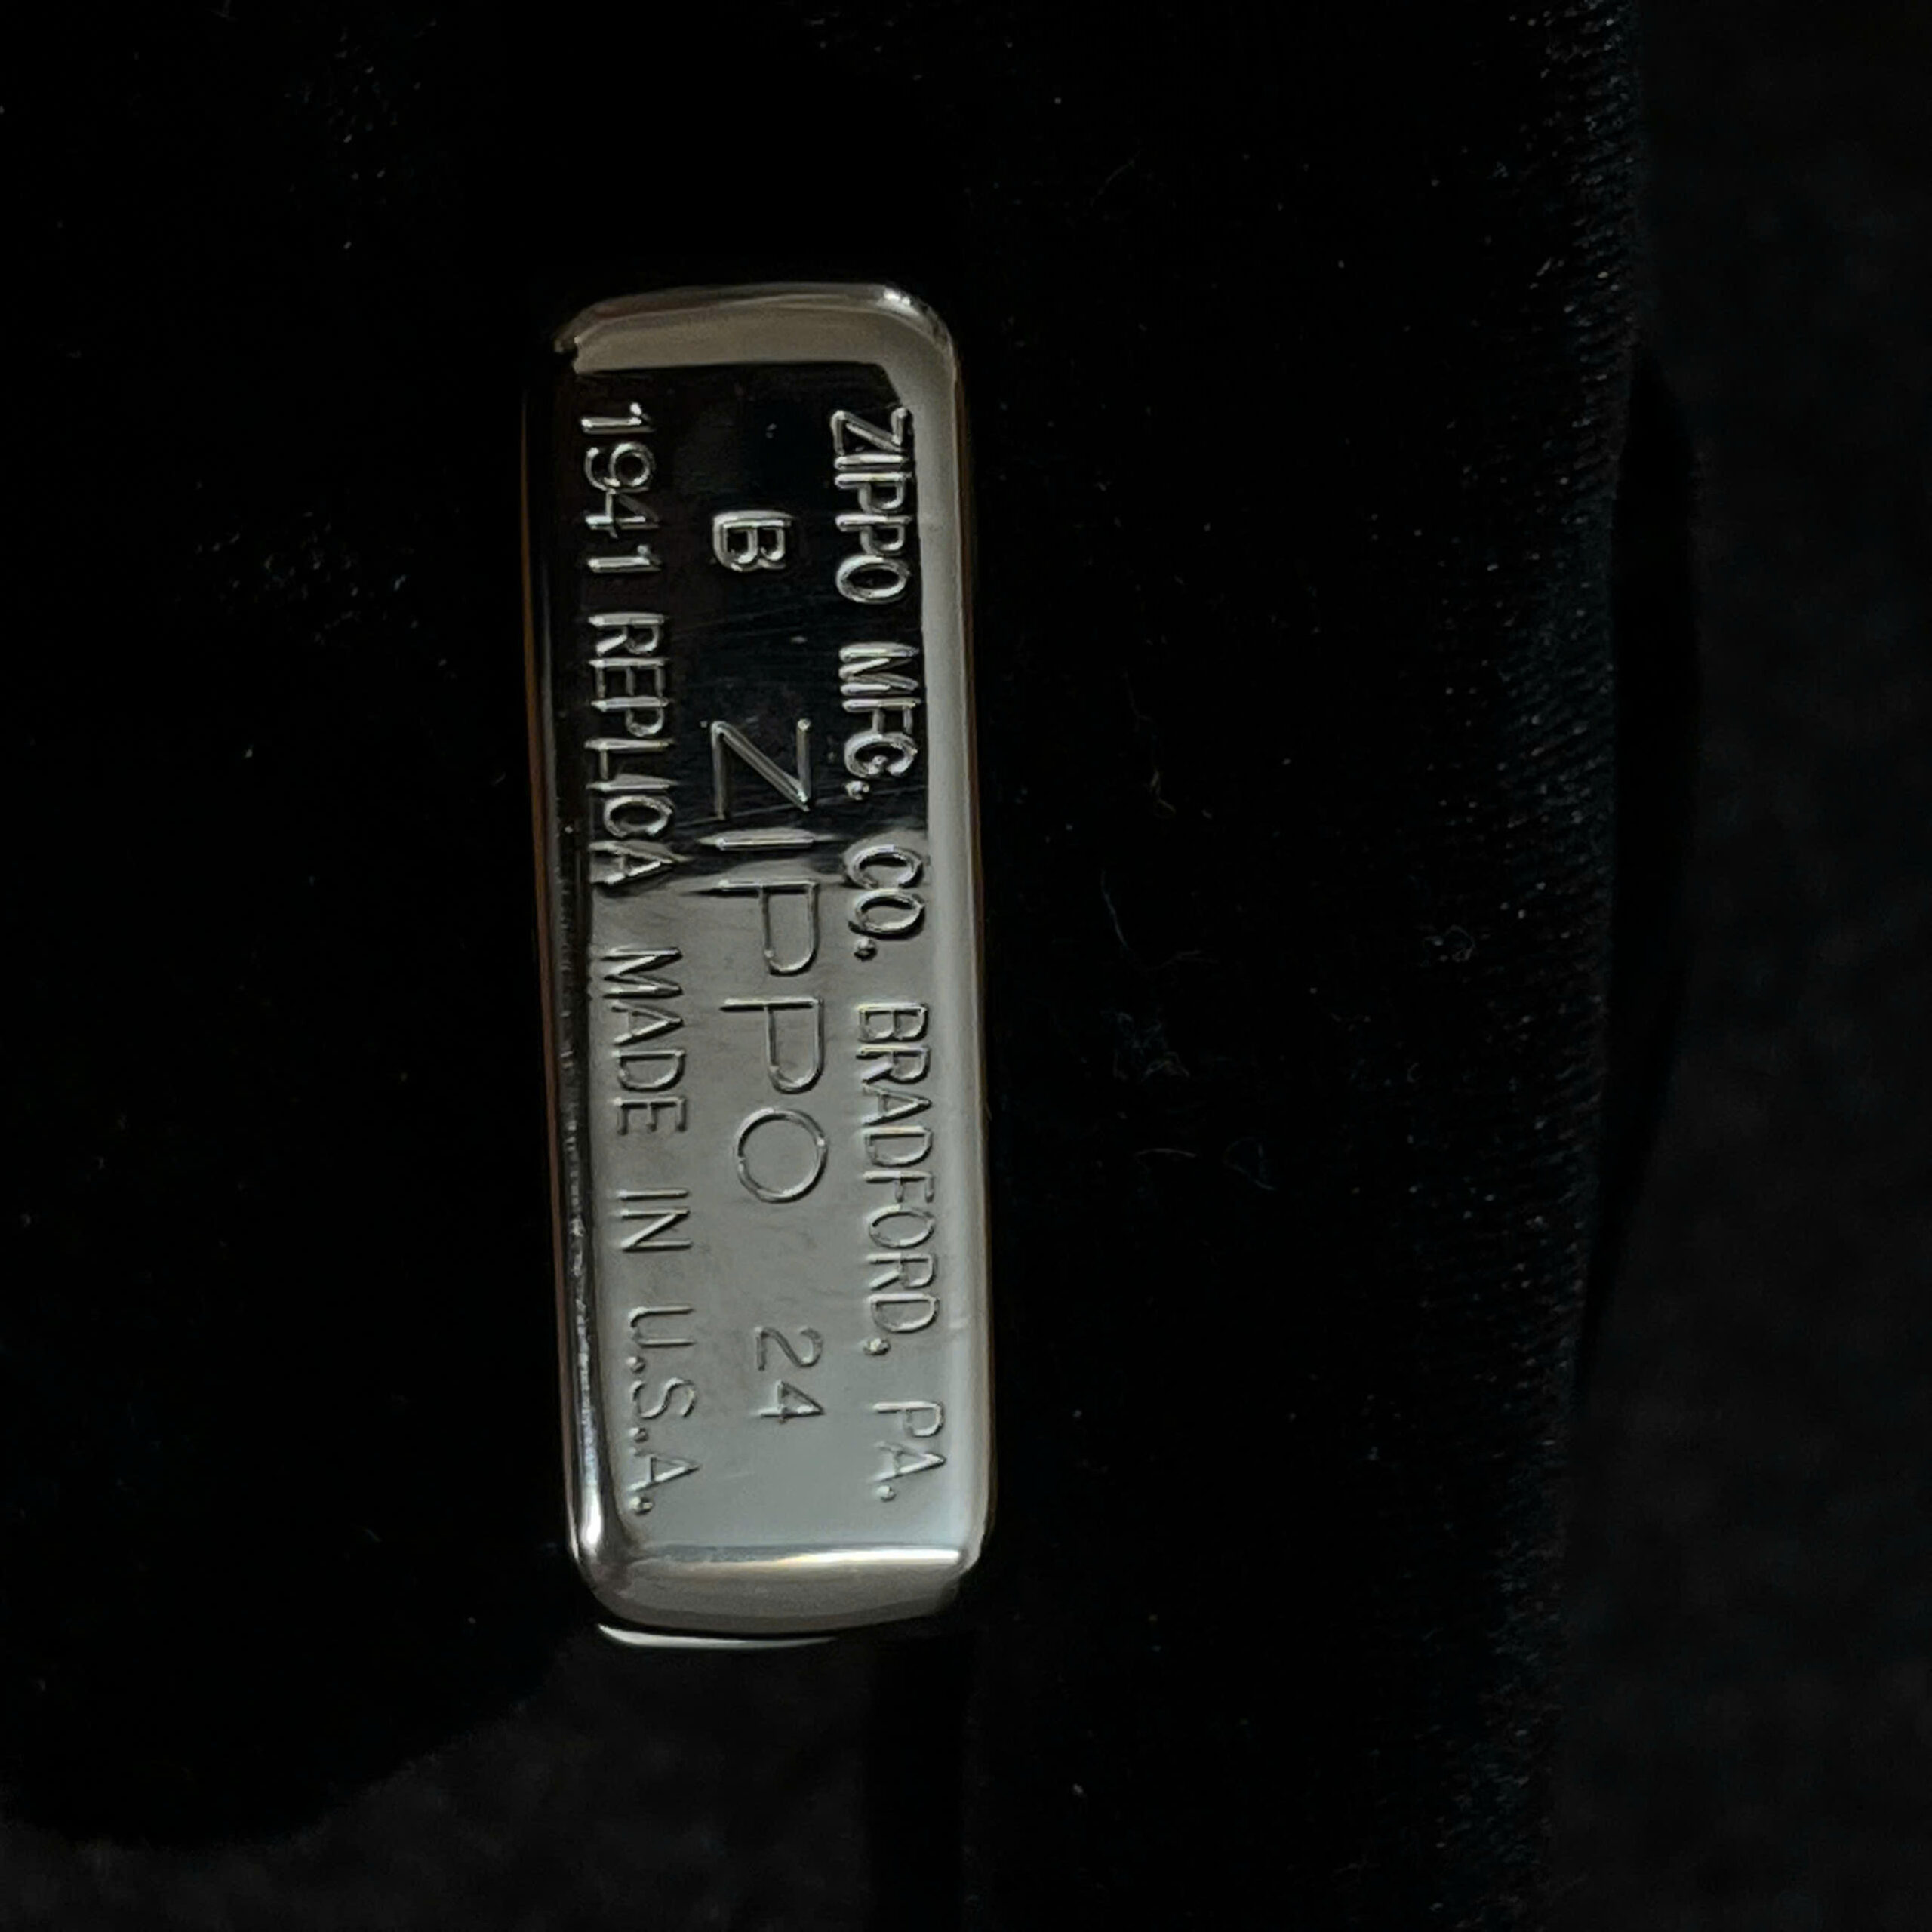 ZIPPO MFG. CO. BRADFORD, PA.
B ZIPPO 24
1941 REPLICA MADE IN U.S.A.